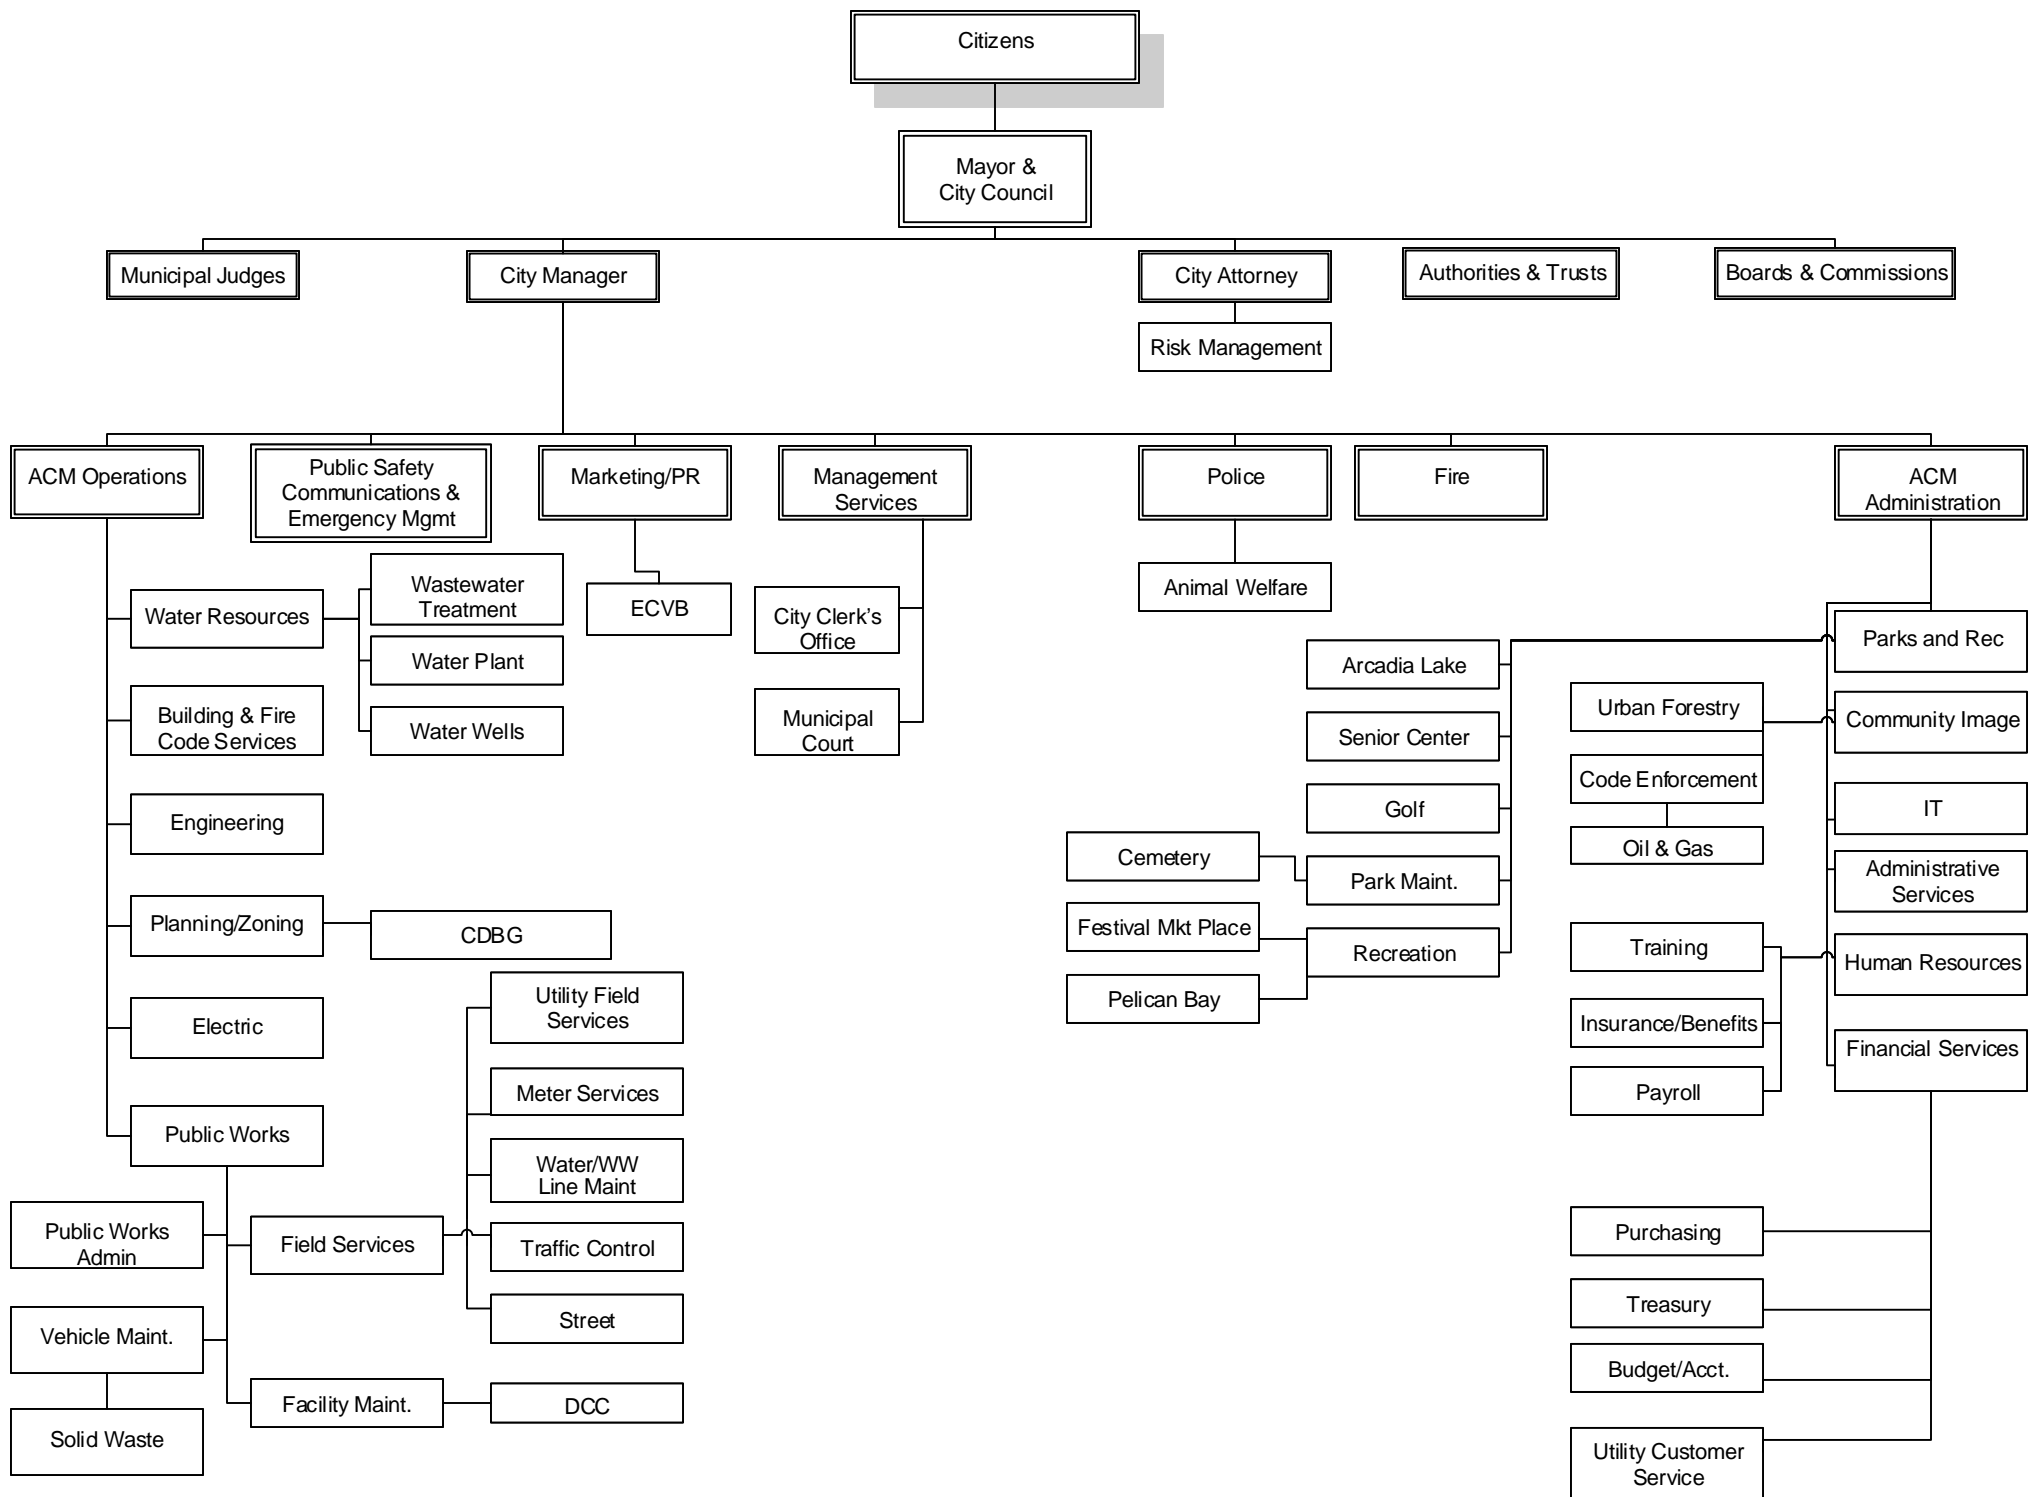 Citizens
Mayor &
City Council
Municipal Judges
City Manager
City Attorney
Authorities & Trusts
Boards & Commissions
Risk Management
ACM Operations
Public Safety
Communications &
Emergency Mgmt
Marketing/PR
Management
Services
Police
Fire
ACM
Administration
Water Resources
Wastewater
Treatment
Water Plant
Water Wells
ECVB
City Clerk’s
Office
Municipal
Court
Animal Welfare
Building & Fire
Code Services
Engineering
Planning/Zoning
CDBG
Electric
Public Works
Utility Field
Services
Meter Services
Water/WW
Line Maint
Traffic Control
Street
Public Works
Admin
Field Services
Vehicle Maint.
Solid Waste
Facility Maint.
DCC
Parks and Rec
Arcadia Lake
Senior Center
Golf
Park Maint.
Cemetery
Recreation
Festival Mkt Place
Pelican Bay
Community Image
Urban Forestry
Code Enforcement
Oil & Gas
IT
Administrative
Services
Human Resources
Training
Insurance/Benefits
Payroll
Financial Services
Purchasing
Treasury
Budget/Acct.
Utility Customer
Service